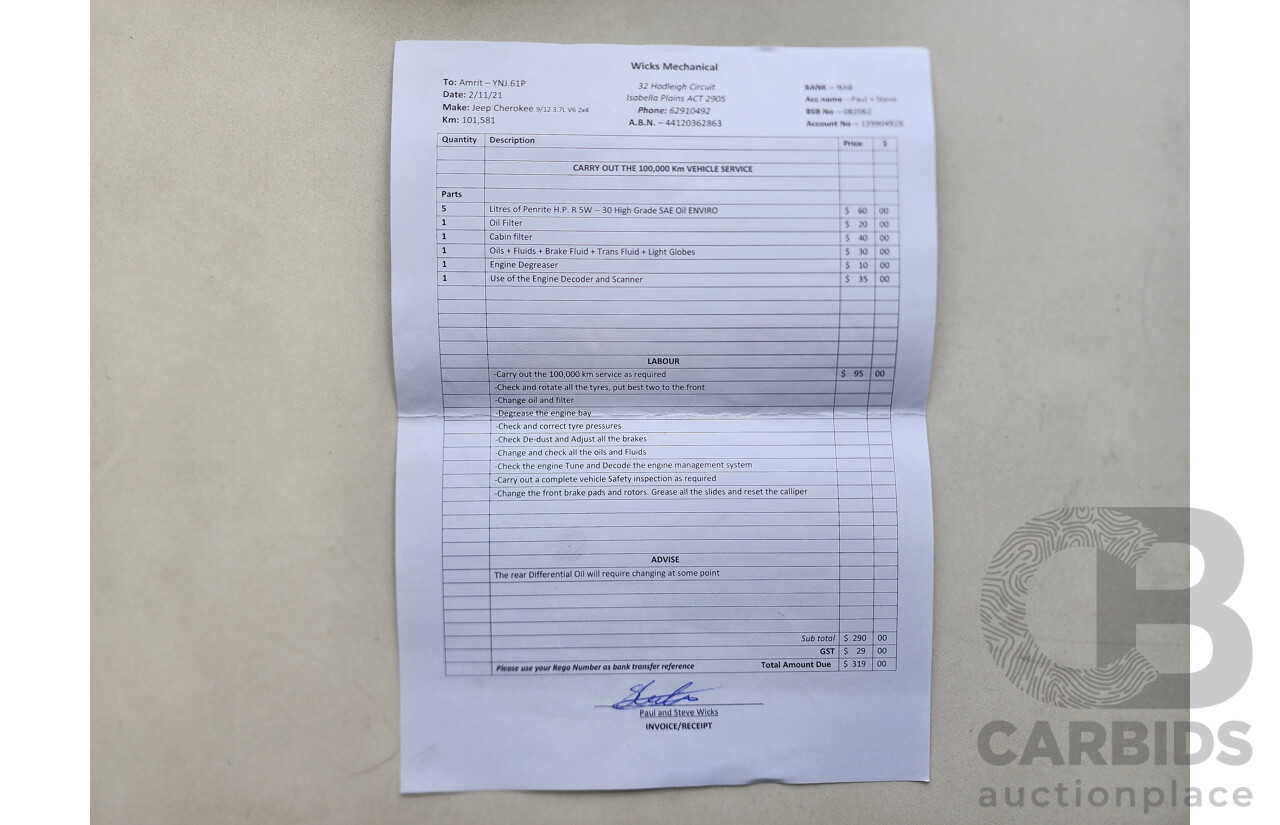 Wicks Mechanical
To: Amrit – YNJ.61P
Date: 2/11/21
Make: Jeep Cherokee 9/12 3.7L V6 2x4
Km: 101,581
32 Hadleigh Circuit
Isabella Plains ACT 2905
Phone: 62910492
A.B.N. – 44120362863
BANK – NAB
Acc name – Paul + Steve
BSB No –
Account No –
Quantity Description Price $
CARRY OUT THE 100,000 Km VEHICLE SERVICE
Parts
5 Litres of Penrite H.P. R 5W – 30 High Grade SAE Oil ENVIRO $ 60 00
1 Oil Filter $ 20 00
1 Cabin filter $ 40 00
1 Oils + Fluids + Brake Fluid + Trans Fluid + Light Globes $ 30 00
1 Engine Degreaser $ 10 00
1 Use of the Engine Decoder and Scanner $ 35 00
LABOUR
-Carry out the 100,000 km service as required $ 95 00
-Check and rotate all the tyres, put best two to the front
-Change oil and filter
-Degrease the engine bay
-Check and correct tyre pressures
-Check De-dust and Adjust all the brakes
-Change and check all the oils and Fluids
-Check the engine Tune and Decode the engine management system
-Carry out a complete vehicle Safety inspection as required
-Change the front brake pads and rotors. Grease all the slides and reset the calliper
ADVISE
The rear Differential Oil will require changing at some point
Sub total $ 290 00
GST $ 29 00
Please use your Rego Number as bank transfer reference Total Amount Due $ 319 00
Paul and Steve Wicks
INVOICE/RECEIPT
CB
CARBIDS
auctionplace